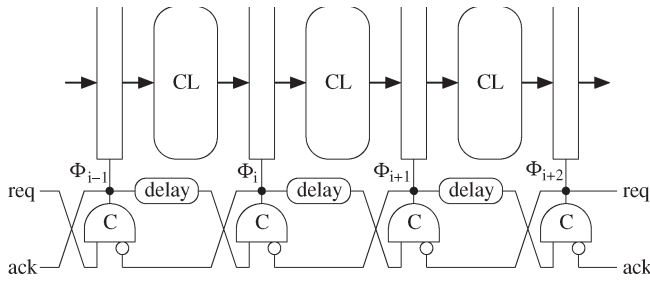 CL CL CL
Φi−1 Φi Φi+1 Φi+2
req delay delay delay req
C C C C
ack ack